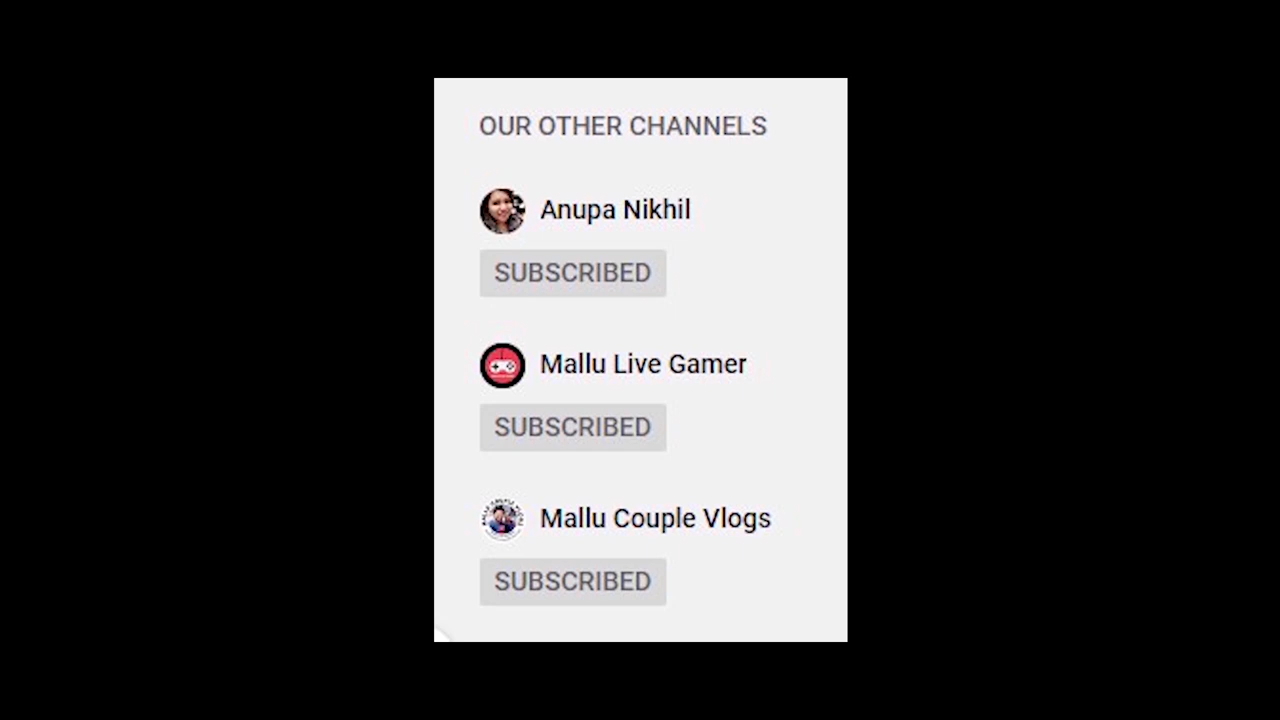 OUR OTHER CHANNELS
Anupa Nikhil
SUBSCRIBED
Mallu Live Gamer
SUBSCRIBED
Mallu Couple Vlogs
SUBSCRIBED